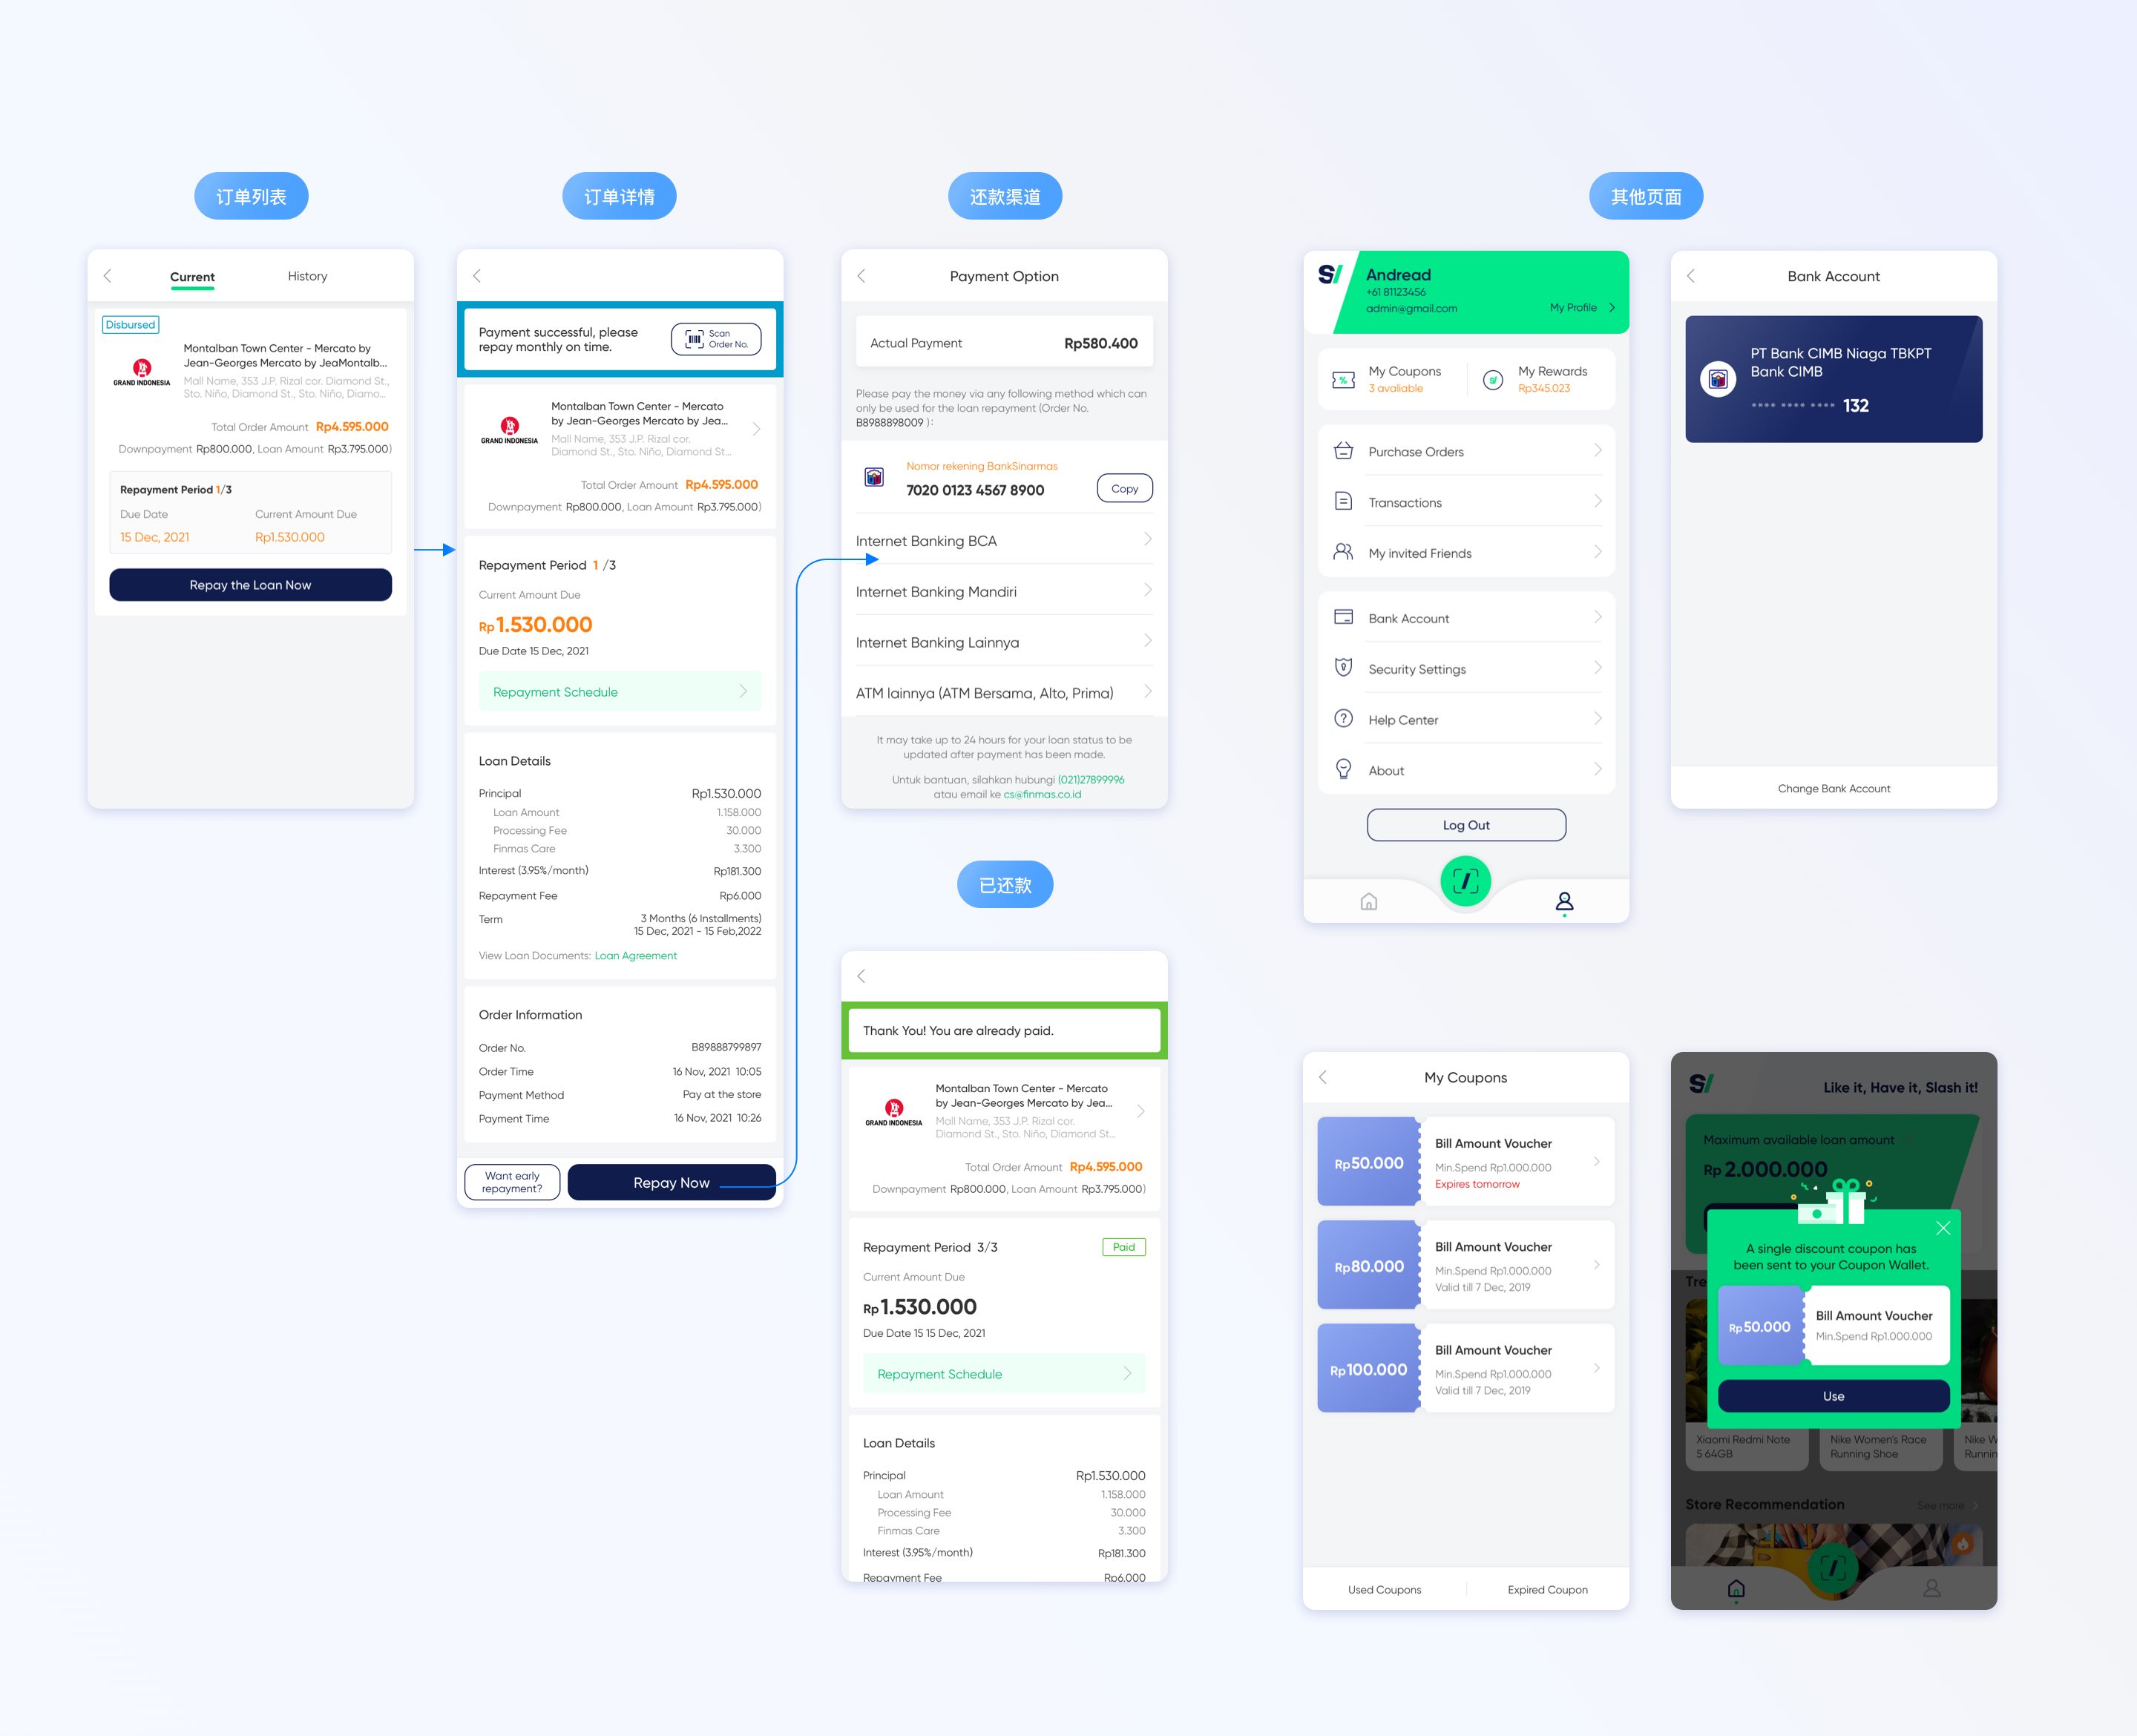 订单列表
Current
History
Disbursed
GRAND INDONESIA
Montalban Town Center - Mercato by
Jean-Georges Mercato by JeaMontalb...
Mall Name, 353 J.P. Rizal cor. Diamond St.,
Sto. Niño, Diamond St., Sto. Niño, Diamo...
Total Order Amount Rp4.595.000
Downpayment Rp800.000, Loan Amount Rp3.795.000)
Repayment Period 1/3
Due Date
Current Amount Due
15 Dec, 2021
Rp1.530.000
Repay the Loan Now
订单详情
Payment successful, please
repay monthly on time.
Scan
Order No.
GRAND INDONESIA
Montalban Town Center - Mercato
by Jean-Georges Mercato by Jea...
Mall Name, 353 J.P. Rizal cor.
Diamond St., Sto. Niño, Diamond St...
Total Order Amount Rp4.595.000
Downpayment Rp800.000, Loan Amount Rp3.795.000)
Repayment Period 1 /3
Current Amount Due
Rp 1.530.000
Due Date 15 Dec, 2021
Repayment Schedule
Loan Details
Principal Rp1.530.000
Loan Amount 1.158.000
Processing Fee 30.000
Finmas Care 3.300
Interest (3.95%/month) Rp181.300
Repayment Fee Rp6.000
Term 3 Months (6 Installments)
15 Dec, 2021 - 15 Feb,2022
View Loan Documents: Loan Agreement
Order Information
Order No. B89888799897
Order Time 16 Nov, 2021 10:05
Payment Method Pay at the store
Payment Time 16 Nov, 2021 10:26
Want early
repayment?
Repay Now
还款渠道
Payment Option
Actual Payment Rp580.400
Please pay the money via any following method which can
only be used for the loan repayment (Order No.
B8988898009 ):
Nomor rekening BankSinarmas
7020 0123 4567 8900
Copy
Internet Banking BCA
Internet Banking Mandiri
Internet Banking Lainnya
ATM lainnya (ATM Bersama, Alto, Prima)
It may take up to 24 hours for your loan status to be
updated after payment has been made.
Untuk bantuan, silahkan hubungi (021)27899996
atau email ke cs@finmas.co.id
已还款
Thank You! You are already paid.
GRAND INDONESIA
Montalban Town Center - Mercato
by Jean-Georges Mercato by Jea...
Mall Name, 353 J.P. Rizal cor.
Diamond St., Sto. Niño, Diamond St...
Total Order Amount Rp4.595.000
Downpayment Rp800.000, Loan Amount Rp3.795.000)
Repayment Period 3/3
Paid
Current Amount Due
Rp 1.530.000
Due Date 15 15 Dec, 2021
Repayment Schedule
Loan Details
Principal Rp1.530.000
Loan Amount 1.158.000
Processing Fee 30.000
Finmas Care 3.300
Interest (3.95%/month) Rp181.300
Repayment Fee Rp6.000
其他页面
S/
Andread
+61 81123456
admin@gmail.com
My Profile
My Coupons
3 avaliable
My Rewards
Rp345.023
Purchase Orders
Transactions
My invited Friends
Bank Account
Security Settings
Help Center
About
Log Out
Bank Account
PT Bank CIMB Niaga TBKPT
Bank CIMB
**** **** **** 132
Change Bank Account
My Coupons
Rp50.000
Bill Amount Voucher
Min.Spend Rp1.000.000
Expires tomorrow
Rp80.000
Bill Amount Voucher
Min.Spend Rp1.000.000
Valid till 7 Dec, 2019
Rp100.000
Bill Amount Voucher
Min.Spend Rp1.000.000
Valid till 7 Dec, 2019
Used Coupons
Expired Coupon
S/
Like it, Have it, Slash it!
Maximum available loan amount
Rp 2.000.000
A single discount coupon has
been sent to your Coupon Wallet.
Tre
Rp50.000
Bill Amount Voucher
Min.Spend Rp1.000.000
Use
Xiaomi Redmi Note
5 64GB
Nike Women's Race
Running Shoe
Nike W
Runnin
Store Recommendation
See more